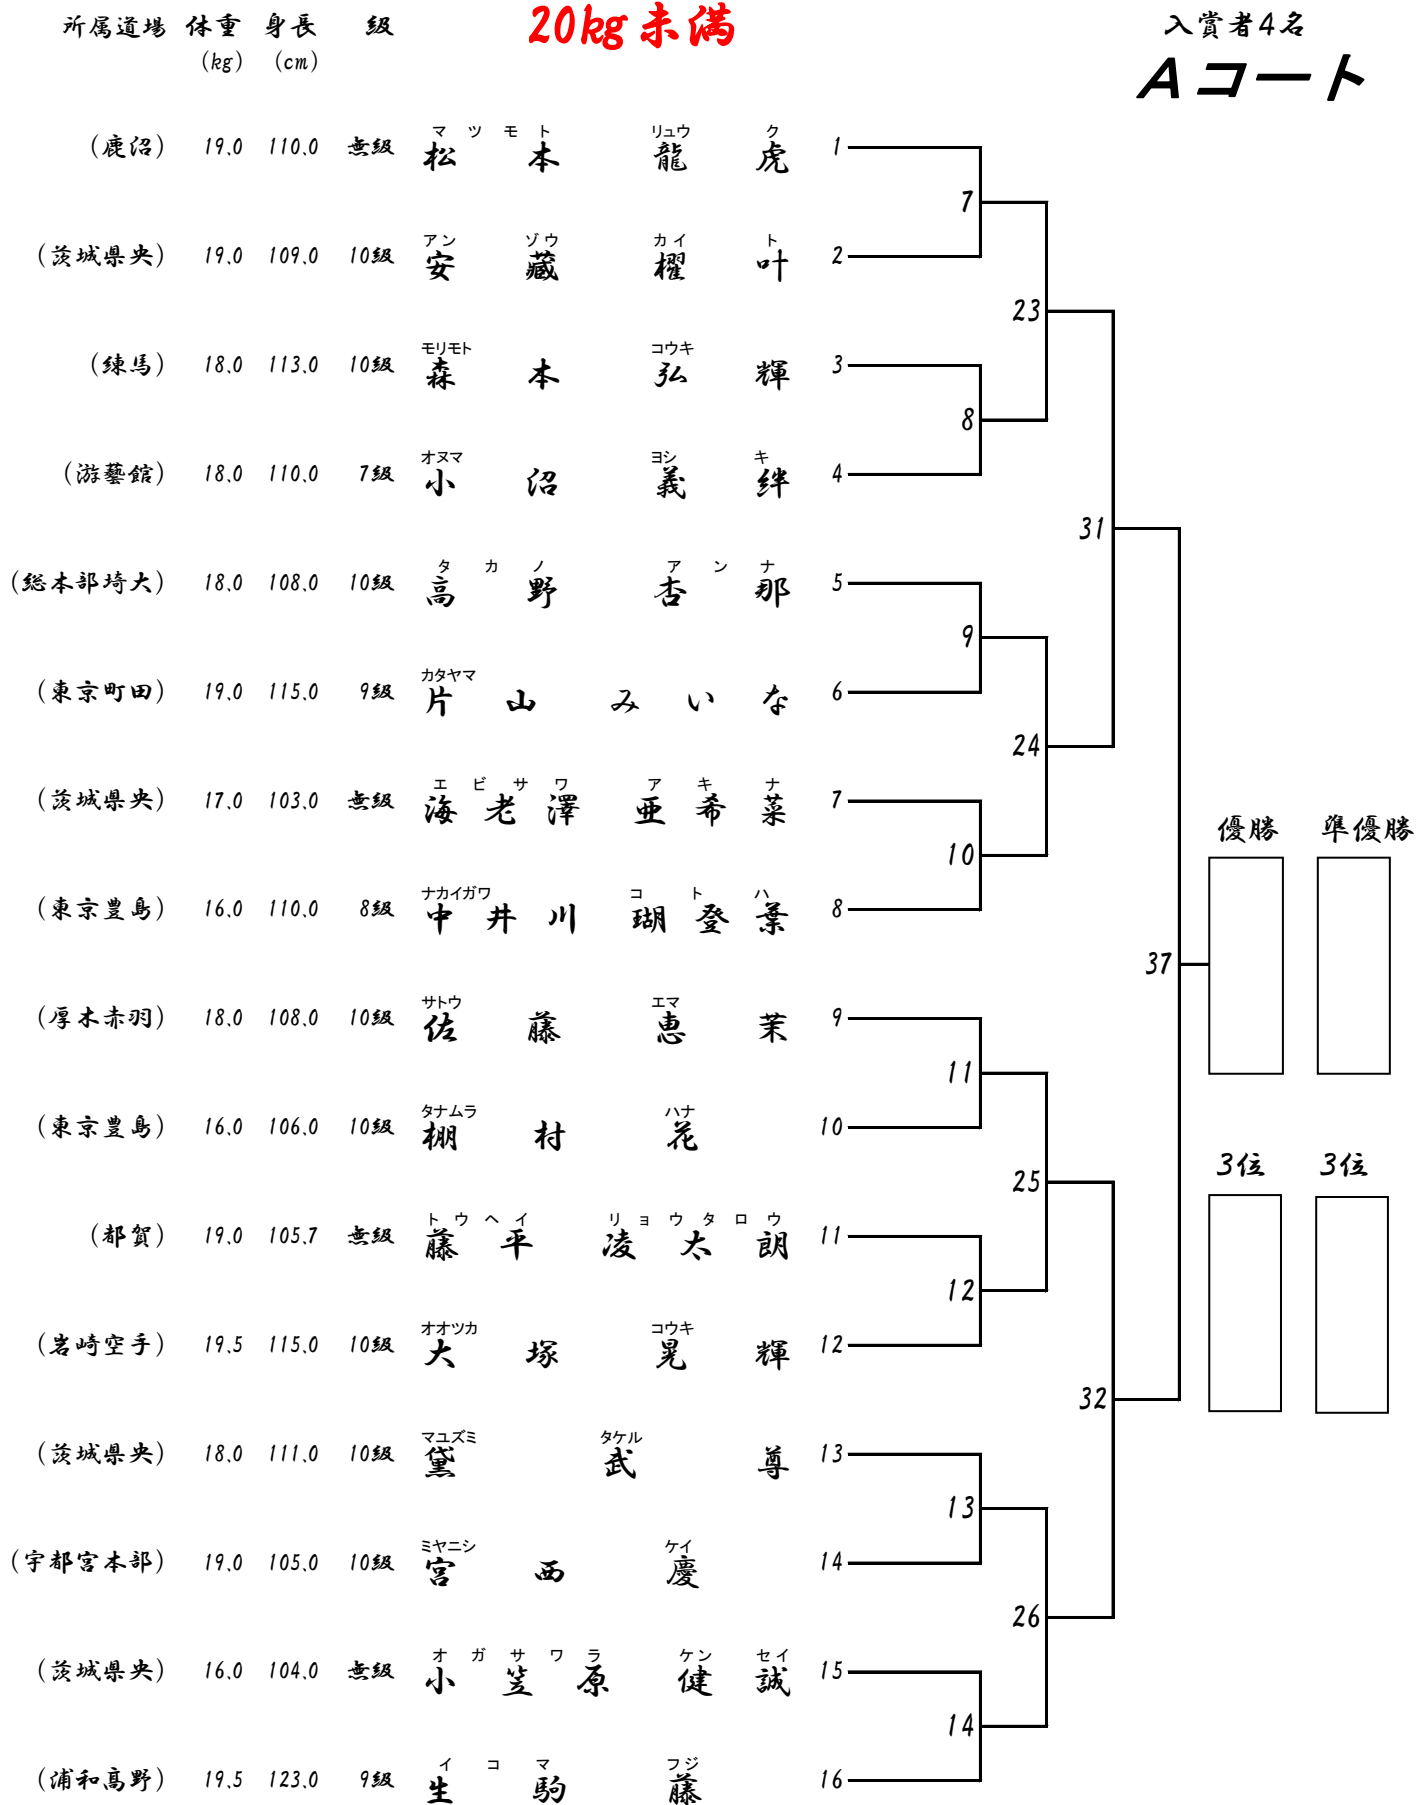 所属道場 体重 身長 級 20kg未満 入賞者4名
(kg) (cm)
Aコート
マツモト リュウ ク
(鹿沼) 19.0 110.0 無級 松本 龍虎 1
7
アン ゾウ カイ ト
(茨城県央) 19.0 109.0 10級 安藏 櫂叶 2
23
モリモト コウキ
(練馬) 18.0 113.0 10級 森本 弘輝 3
8
オヌマ ヨシ キ
(游藝館) 18.0 110.0 7級 小沼 義絆 4
31
タカノ アンナ
(総本部埼大) 18.0 108.0 10級 高野 杏那 5
9
カタヤマ
(東京町田) 19.0 115.0 9級 片山 みいな 6
24
エビサワ アキナ
(茨城県央) 17.0 103.0 無級 海老澤 亜希菜 7
10
優勝 準優勝
ナカイガワ コトハ
(東京豊島) 16.0 110.0 8級 中井川 瑚登葉 8
37
サトウ エマ
(厚木赤羽) 18.0 108.0 10級 佐藤 恵茉 9
11
タナムラ ハナ
(東京豊島) 16.0 106.0 10級 棚村 花 10
3位 3位
25
トウヘイ リョウタロウ
(都賀) 19.0 105.7 無級 藤平 凌太朗 11
12
オオツカ コウキ
(岩崎空手) 19.5 115.0 10級 大塚 晃輝 12
32
マユズミ タケル
(茨城県央) 18.0 111.0 10級 黛 武尊 13
13
ミヤニシ ケイ
(宇都宮本部) 19.0 105.0 10級 宮西 慶 14
26
オガサワラ ケン セイ
(茨城県央) 16.0 104.0 無級 小笠原 健誠 15
14
イコマ フジ
(浦和高野) 19.5 123.0 9級 生駒 藤 16